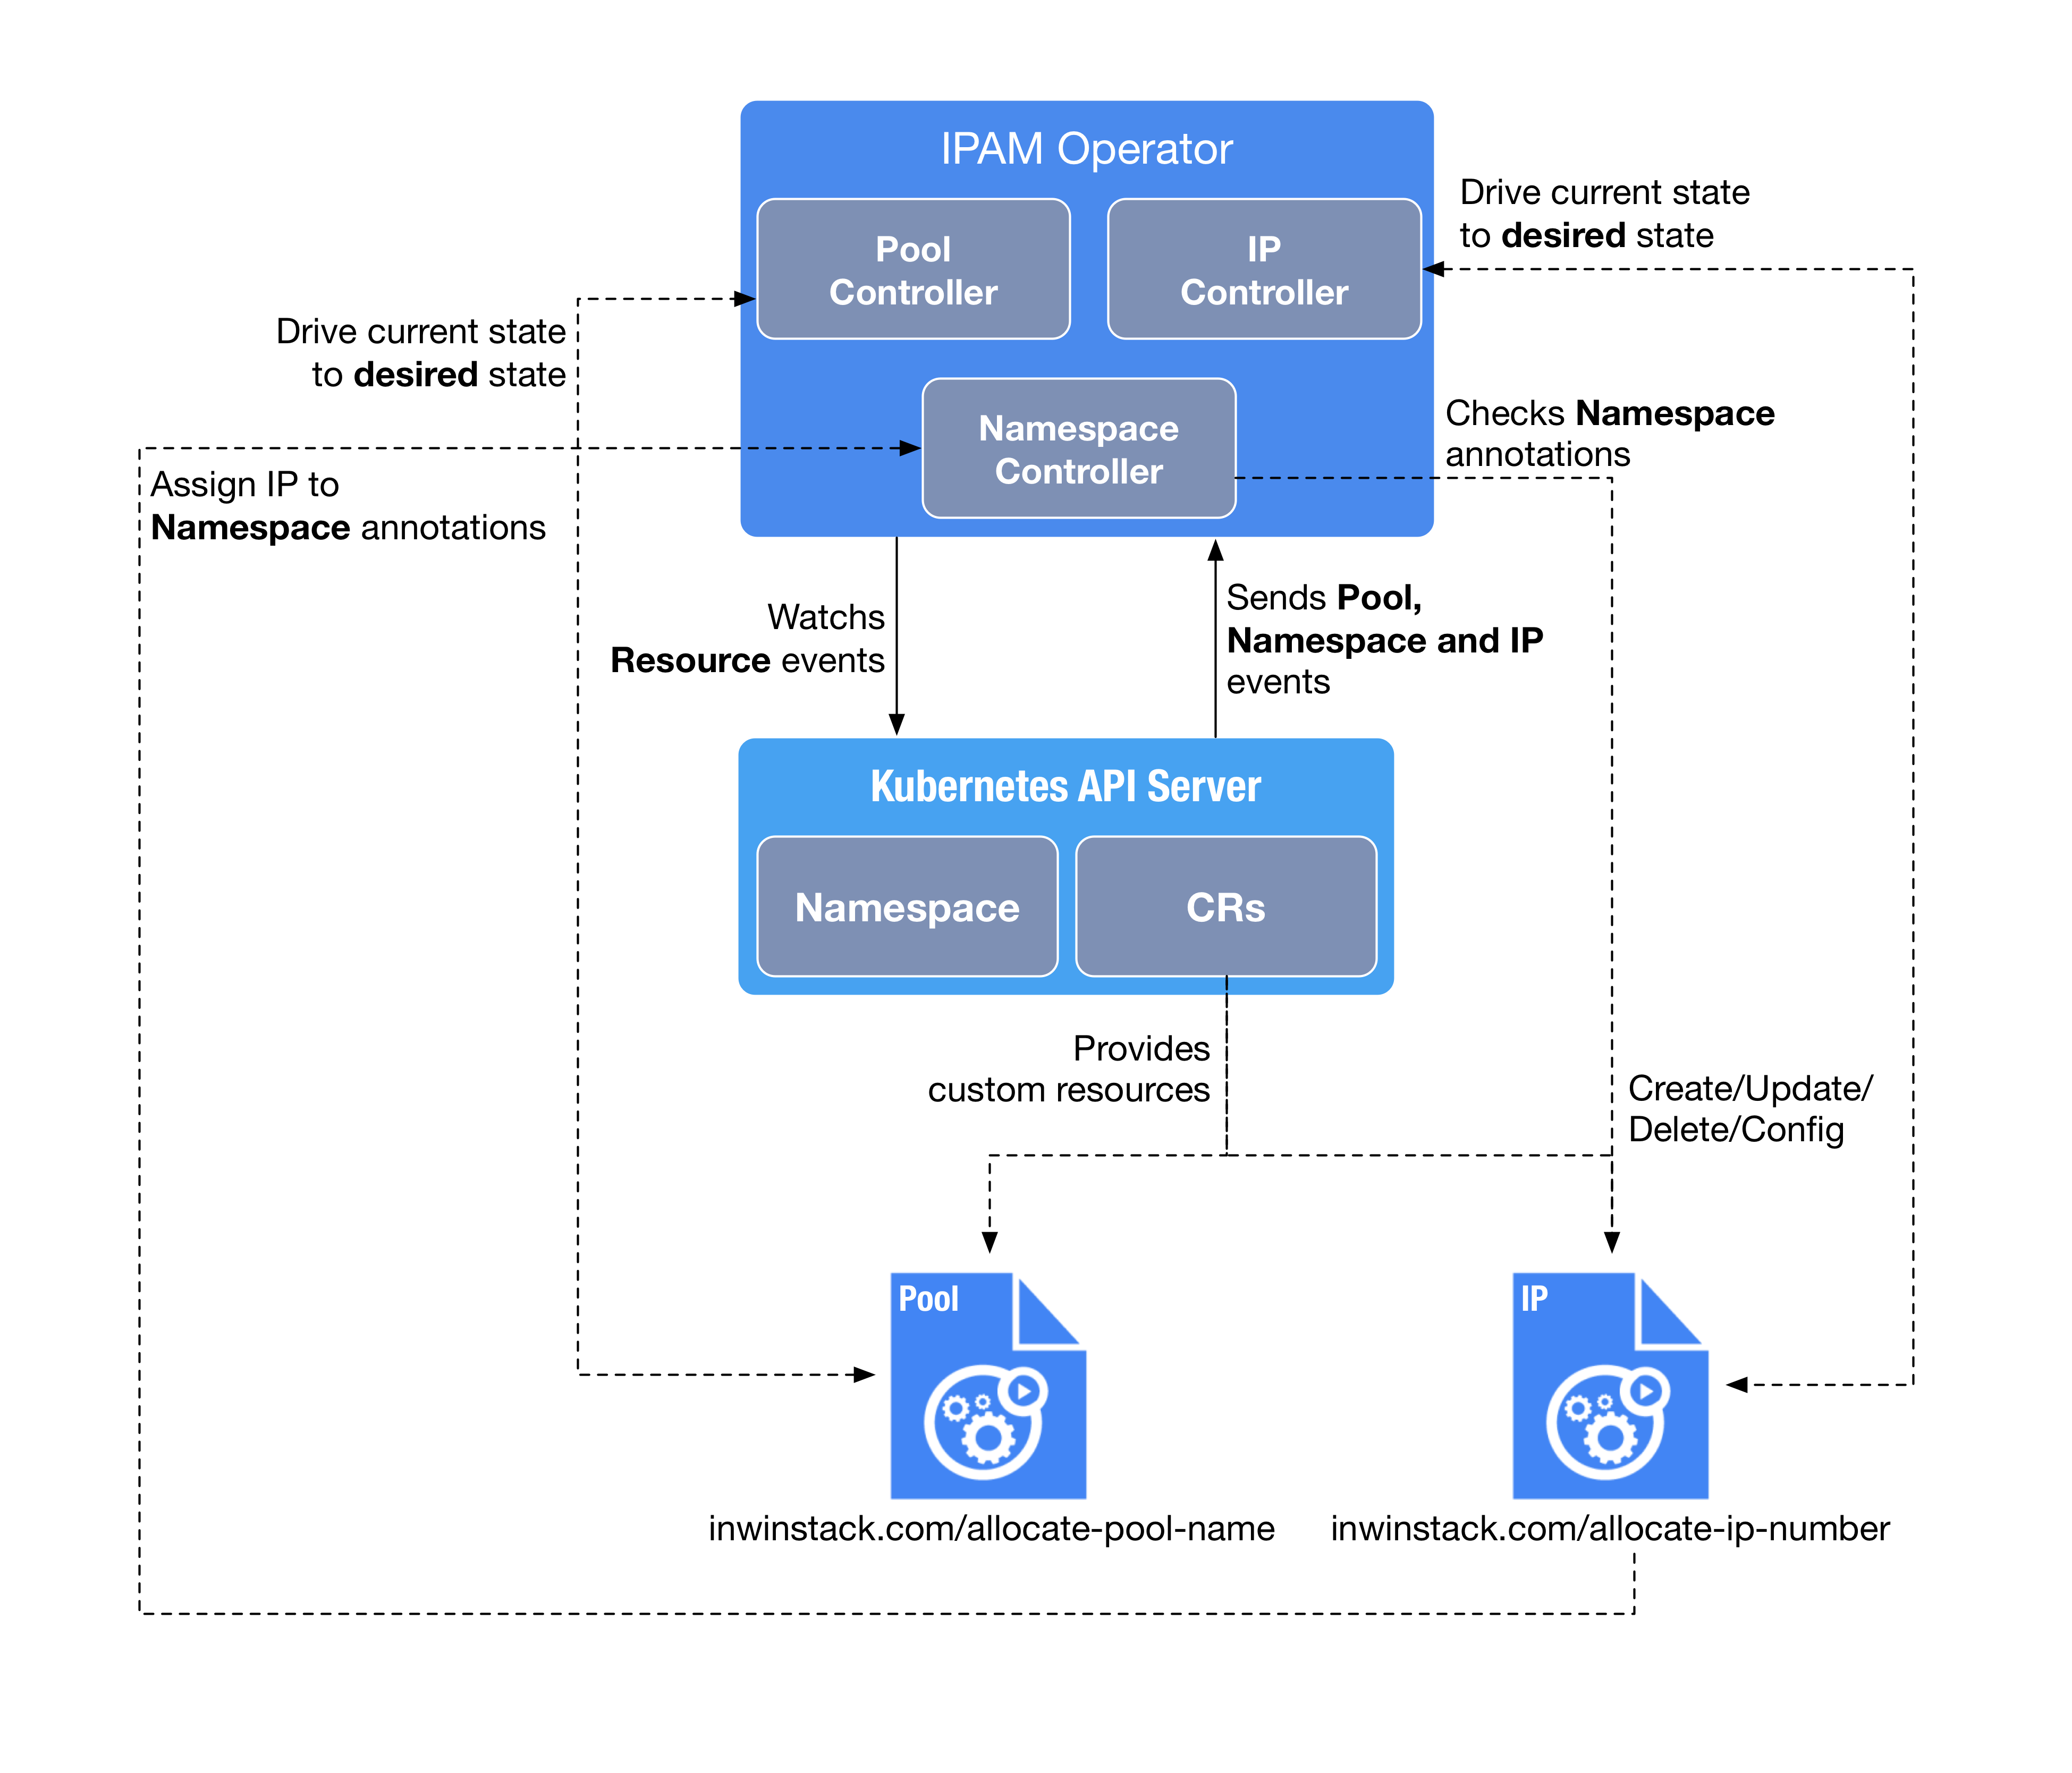 IPAM Operator
Pool
Controller
IP
Controller
Drive current state
to desired state
Drive current state
to desired state
Namespace
Controller
Checks Namespace
annotations
Assign IP to
Namespace annotations
Watchs
Resource events
Sends Pool,
Namespace and IP
events
Kubernetes API Server
Namespace
CRs
Provides
custom resources
Create/Update/
Delete/Config
Pool
IP
inwinstack.com/allocate-pool-name
inwinstack.com/allocate-ip-number